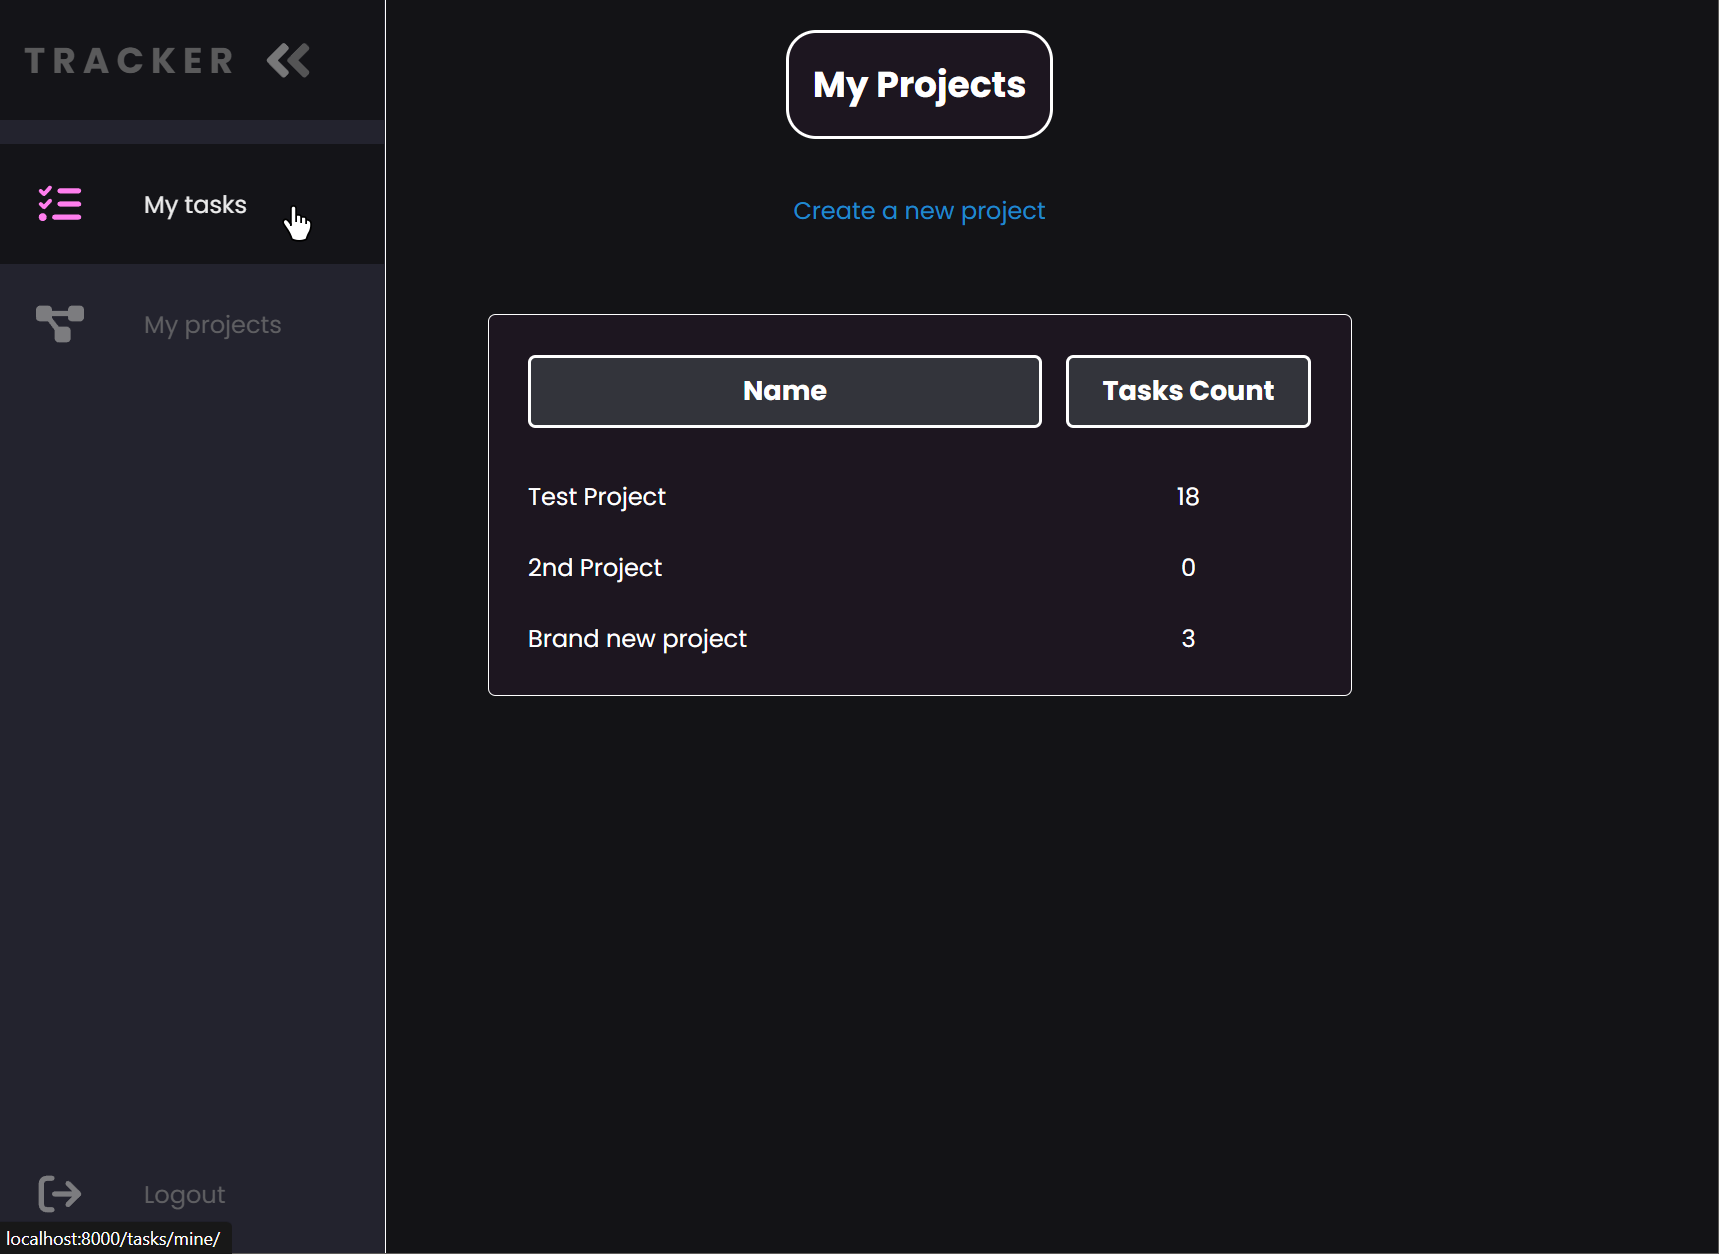 TRACKER
My tasks
My projects
Logout
localhost:8000/tasks/mine/
My Projects
Create a new project
Name Tasks Count
Test Project 18
2nd Project 0
Brand new project 3